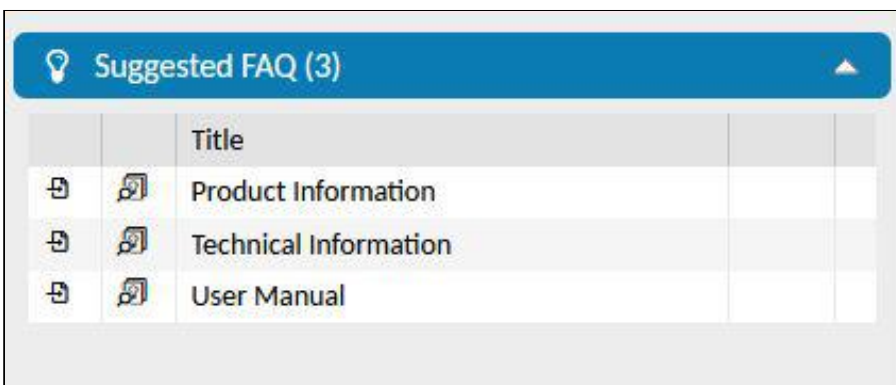 Suggested FAQ (3)
Title
Product Information
Technical Information
User Manual